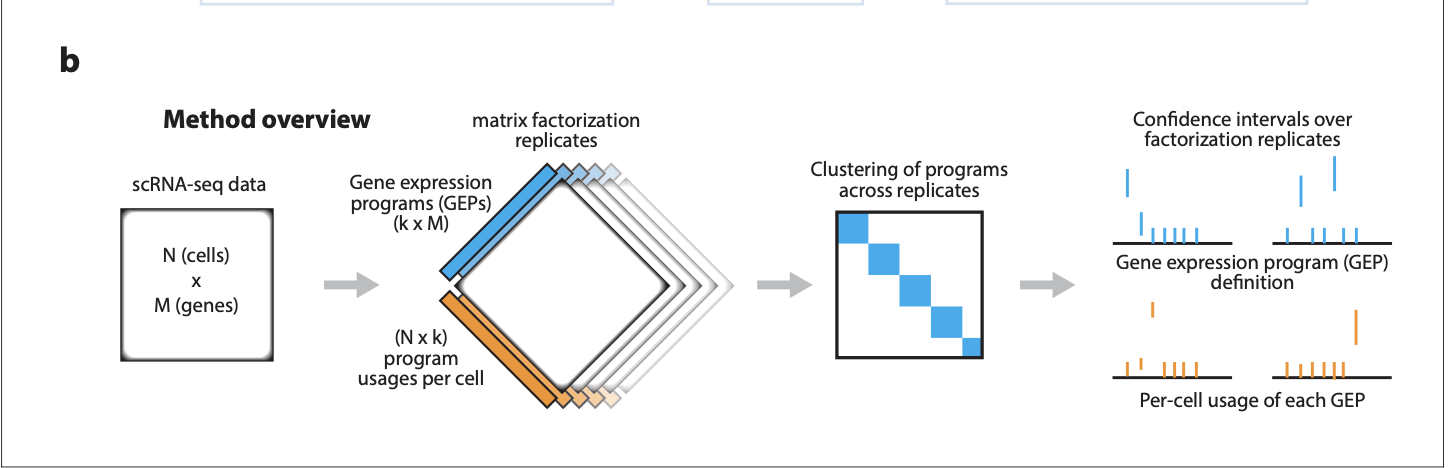 b
Method overview
scRNA-seq data
N (cells)
x
M (genes)
Gene expression
programs (GEPs)
(k x M)
matrix factorization
replicates
(N x k)
program
usages per cell
Clustering of programs
across replicates
Confidence intervals over
factorization replicates
Gene expression program (GEP)
definition
Per-cell usage of each GEP